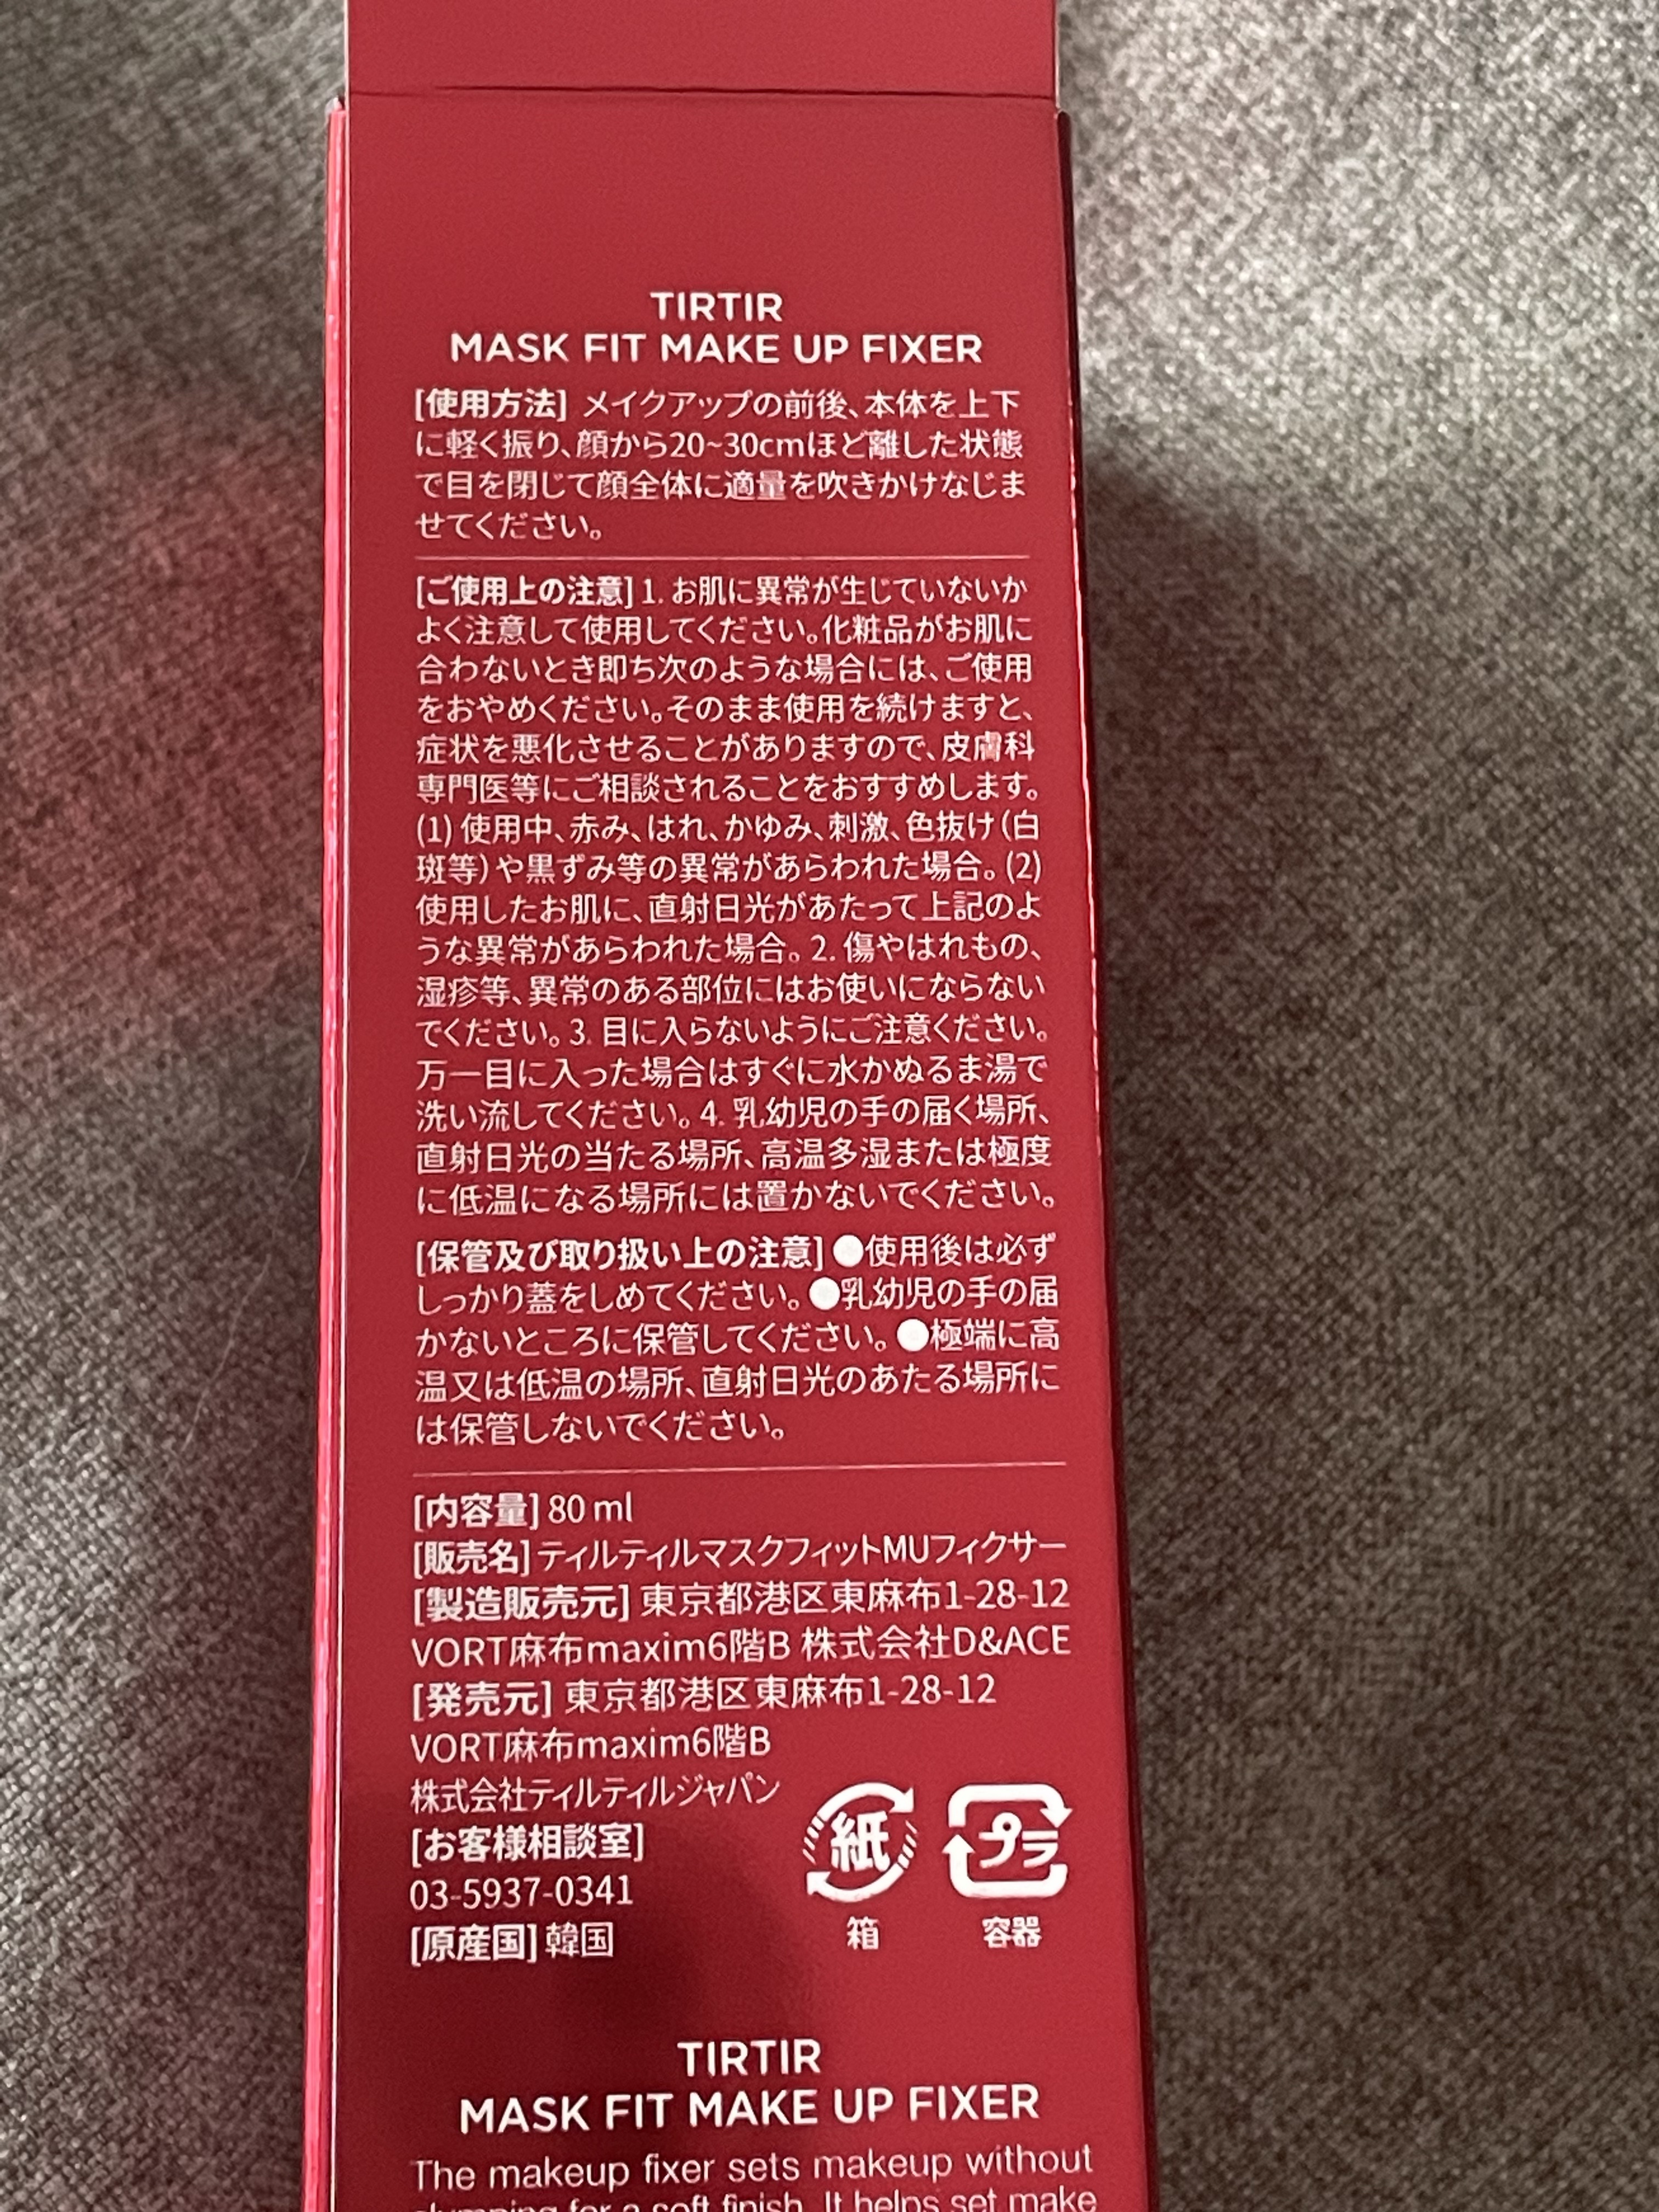 TIRTIR
MASK FIT MAKE UP FIXER
[使用方法] メイクアップの前後、本体を上下
に軽く振り、顔から20~30cmほど離した状態
で目を閉じて顔全体に適量を吹きかけなじま
せてください。
[ご使用上の注意] 1. お肌に異常が生じていないか
よく注意して使用してください。化粧品がお肌に
合わないとき即ち次のような場合には、ご使用
をおやめください。そのまま使用を続けますと、
症状を悪化させることがありますので、皮膚科
専門医等にご相談されることをおすすめします。
(1) 使用中、赤み、はれ、かゆみ、刺激、色抜け(白
斑等)や黒ずみ等の異常があらわれた場合。(2)
使用したお肌に、直射日光があたって上記のよ
うな異常があらわれた場合。2. 傷やはれもの、
湿疹等、異常のある部位にはお使いにならない
でください。3. 目に入らないようにご注意ください。
万一目に入った場合はすぐに水かぬるま湯で
洗い流してください。4. 乳幼児の手の届く場所、
直射日光の当たる場所、高温多湿または極度
に低温になる場所には置かないでください。
[保管及び取り扱い上の注意] ●使用後は必ず
しっかり蓋をしめてください。●乳幼児の手の届
かないところに保管してください。●極端に高
温又は低温の場所、直射日光のあたる場所に
は保管しないでください。
[内容量] 80 ml
[販売名] ティルティルマスクフィットMUフィクサー
[製造販売元] 東京都港区東麻布1-28-12
VORT麻布maxim6階B 株式会社D&ACE
[発売元] 東京都港区東麻布1-28-12
VORT麻布maxim6階B
株式会社ティルティルジャパン
[お客様相談室]
03-5937-0341
[原産国] 韓国
紙
箱
プラ
容器
TIRTIR
MASK FIT MAKE UP FIXER
The makeup fixer sets makeup without
for a soft finish. It helps set make